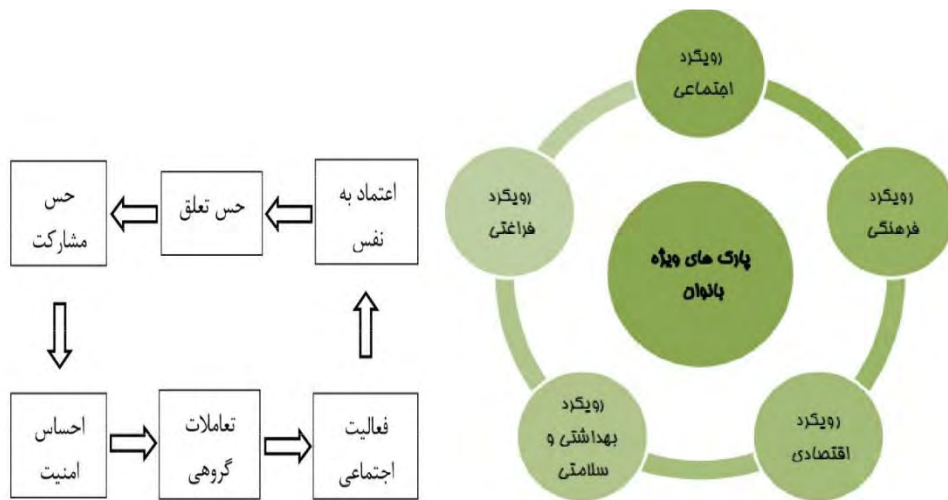 اعتماد به
نفس
حس تعلق
حس
مشارکت
احساس
امنیت
تعاملات
گروهی
فعالیت
اجتماعی
رویکرد
اجتماعی
رویکرد
فرهنگی
رویکرد
اقتصادی
رویکرد
بهداشتی و
سلامتی
رویکرد
فراغتی
پارک های ویژه
بانوان